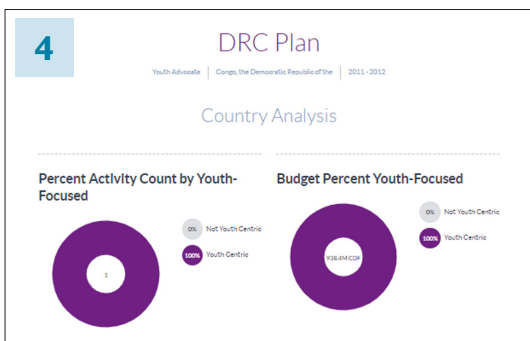 4
DRC Plan
Youth Advocate | Congo, the Democratic Republic of the | 2011 - 2012
Country Analysis
Percent Activity Count by Youth-
Focused
0% Not Youth Centric
100% Youth Centric
1
Budget Percent Youth-Focused
0% Not Youth Centric
100% Youth Centric
938.4M CDF